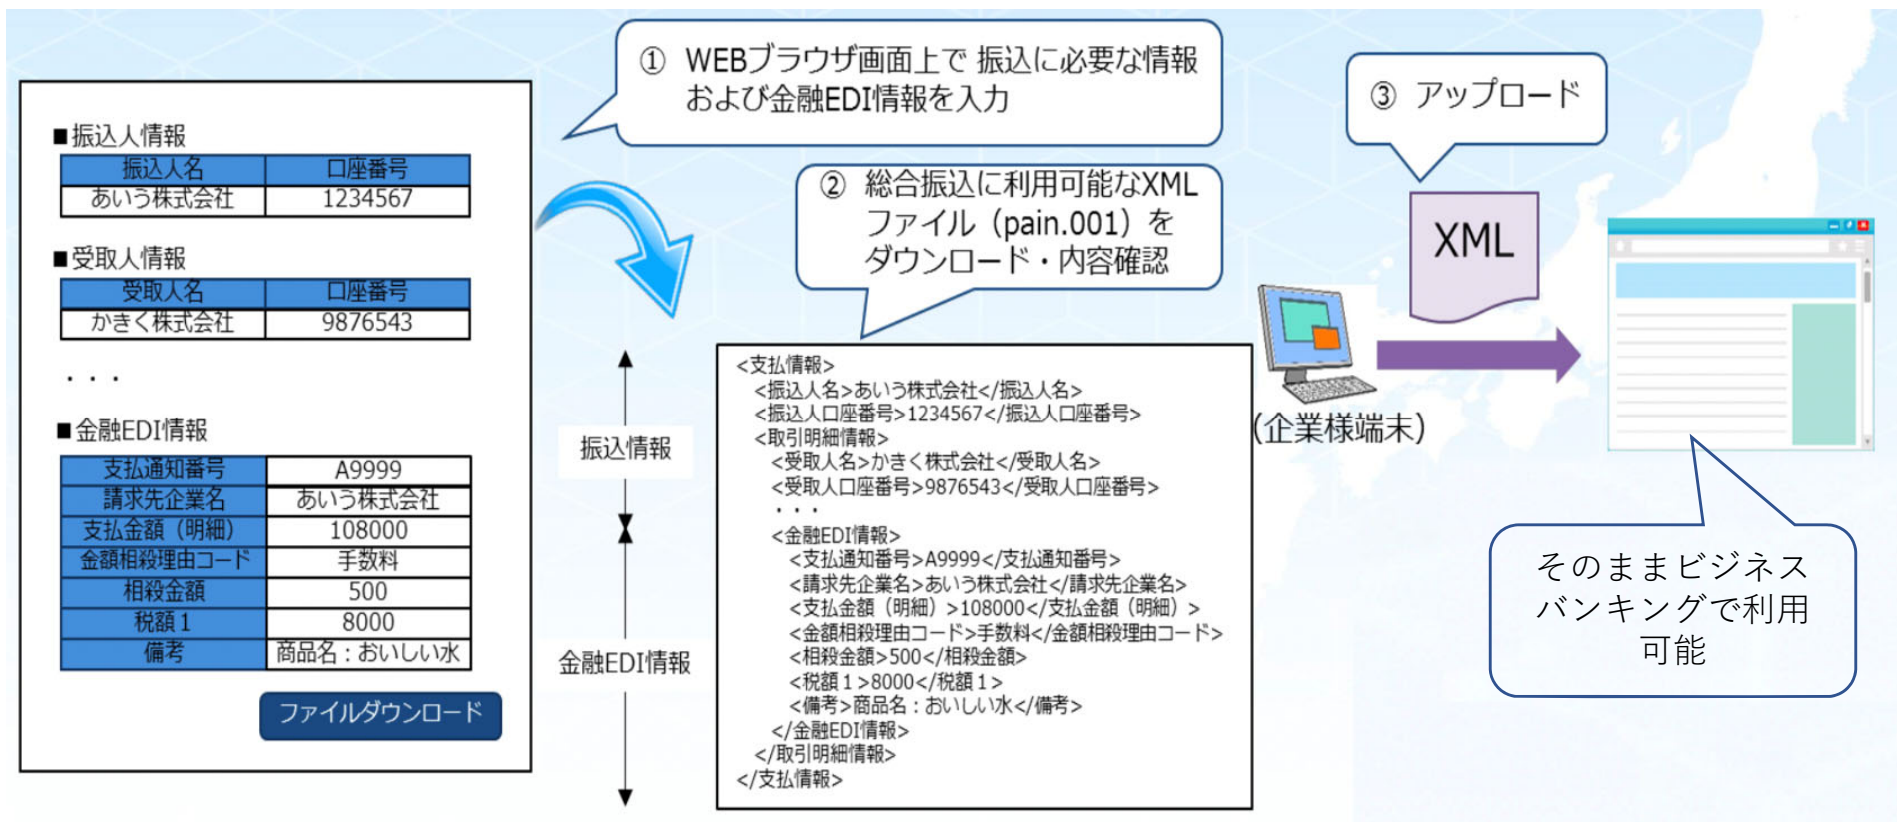 ① WEBブラウザ画面上で 振込に必要な情報
および金融EDI情報を入力
③ アップロード
■振込人情報
振込人名 口座番号
あいう株式会社 1234567
■受取人情報
受取人名 口座番号
かきく株式会社 9876543
・・・
■金融EDI情報
支払通知番号 A9999
請求先企業名 あいう株式会社
支払金額（明細） 108000
金額相殺理由コード 手数料
相殺金額 500
税額１ 8000
備考 商品名：おいしい水
ファイルダウンロード
② 総合振込に利用可能なXML
ファイル（pain.001）を
ダウンロード・内容確認
振込情報
金融EDI情報
<支払情報>
<振込人名>あいう株式会社</振込人名>
<振込人口座番号>1234567</振込人口座番号>
<取引明細情報>
<受取人名>かきく株式会社</受取人名>
<受取人口座番号>9876543</受取人口座番号>
・・・
<金融EDI情報>
<支払通知番号>A9999</支払通知番号>
<請求先企業名>あいう株式会社</請求先企業名>
<支払金額（明細）>108000</支払金額（明細）>
<金額相殺理由コード>手数料</金額相殺理由コード>
<相殺金額>500</相殺金額>
<税額１>8000</税額１>
<備考>商品名：おいしい水</備考>
</金融EDI情報>
</取引明細情報>
</支払情報>
XML
（企業様端末）
そのままビジネス
バンキングで利用
可能